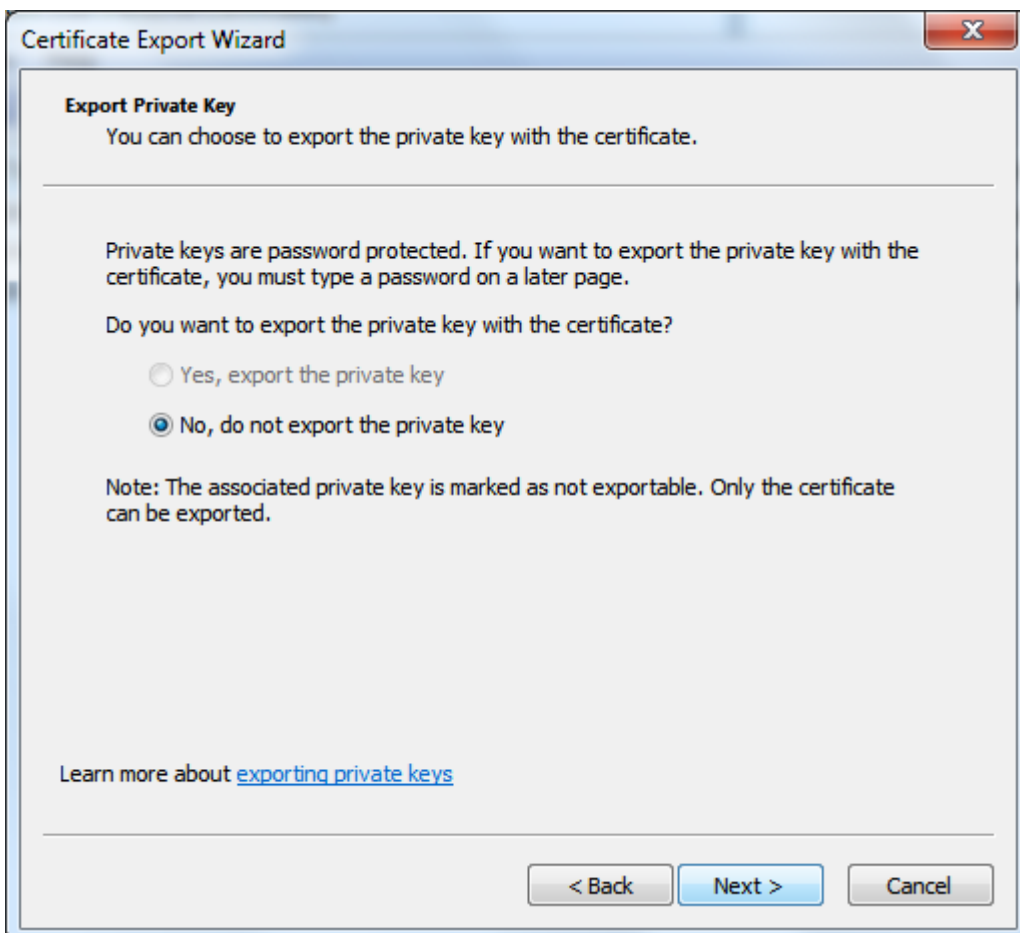 Certificate Export Wizard
Export Private Key
You can choose to export the private key with the certificate.
Private keys are password protected. If you want to export the private key with the
certificate, you must type a password on a later page.
Do you want to export the private key with the certificate?
Yes, export the private key
No, do not export the private key
Note: The associated private key is marked as not exportable. Only the certificate
can be exported.
Learn more about exporting private keys
< Back Next > Cancel